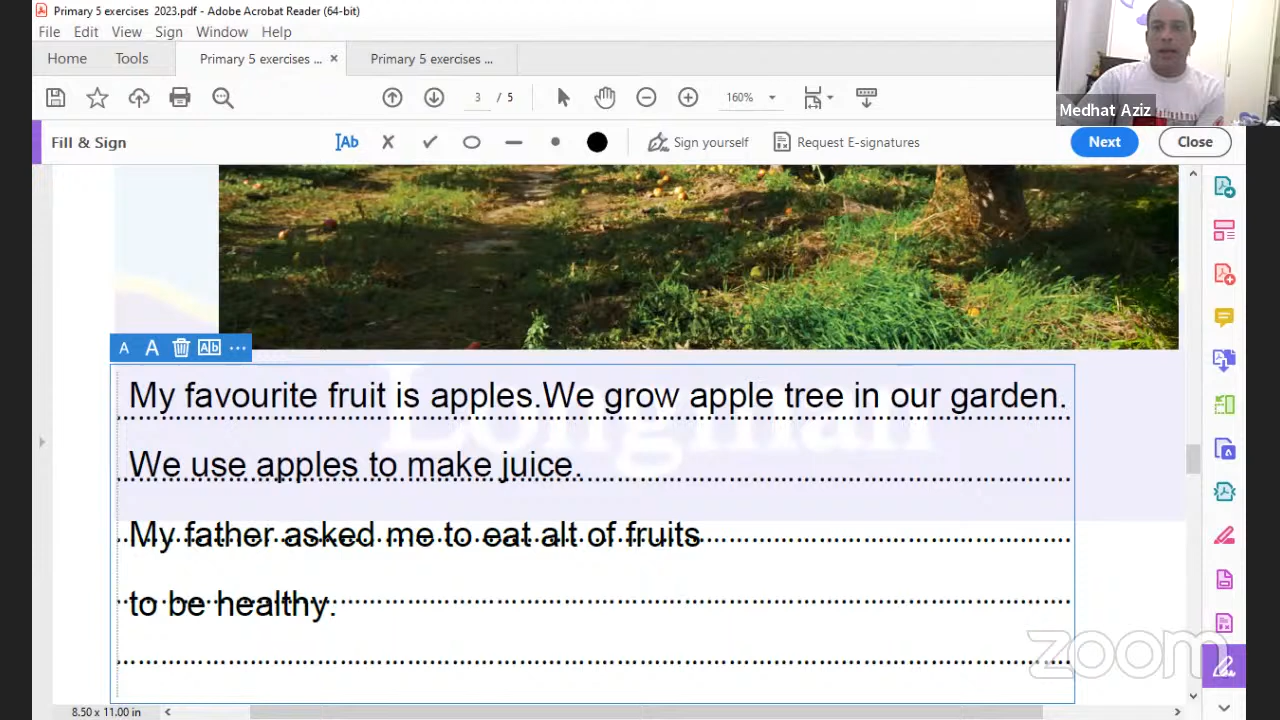 Primary 5 exercises 2023.pdf - Adobe Acrobat Reader (64-bit)
File Edit View Sign Window Help
Home Tools Primary 5 exercises ... × Primary 5 exercises ...
3 / 5 160%
Medhat Aziz
Fill & Sign Ab Sign yourself Request E-signatures Next Close
A A Ab ...
Longman
My favourite fruit is apples.We grow apple tree in our garden.
We use apples to make juice.
My father asked me to eat alt of fruits
to be healthy.
zoom
8.50 x 11.00 in